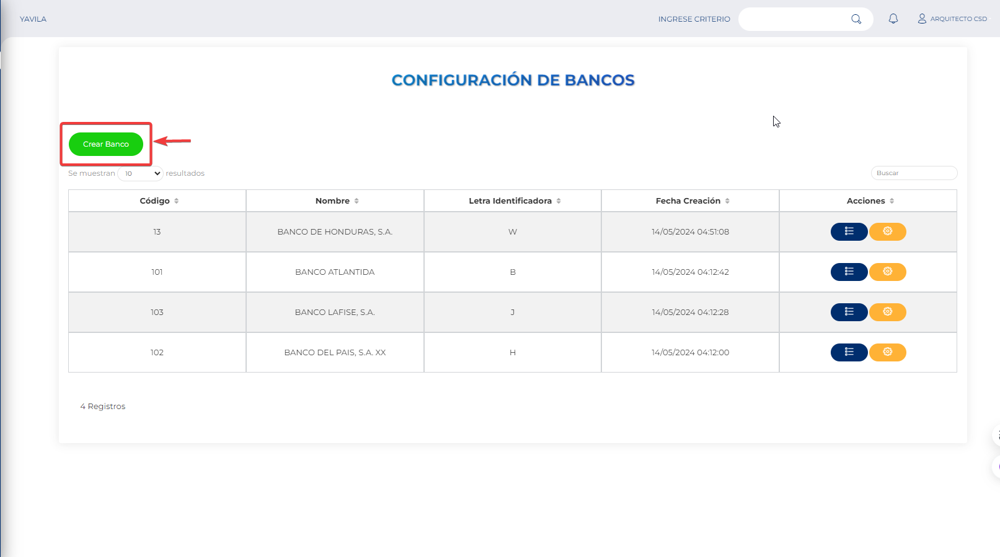 YAVILA
INGRESE CRITERIO
ARQUITECTO CSD
CONFIGURACIÓN DE BANCOS
Crear Banco
Se muestran 10 resultados
Buscar
Código Nombre Letra Identificadora Fecha Creación Acciones
13 BANCO DE HONDURAS, S.A. W 14/05/2024 04:51:08
101 BANCO ATLANTIDA B 14/05/2024 04:12:42
103 BANCO LAFISE, S.A. J 14/05/2024 04:12:28
102 BANCO DEL PAIS, S.A. XX H 14/05/2024 04:12:00
4 Registros